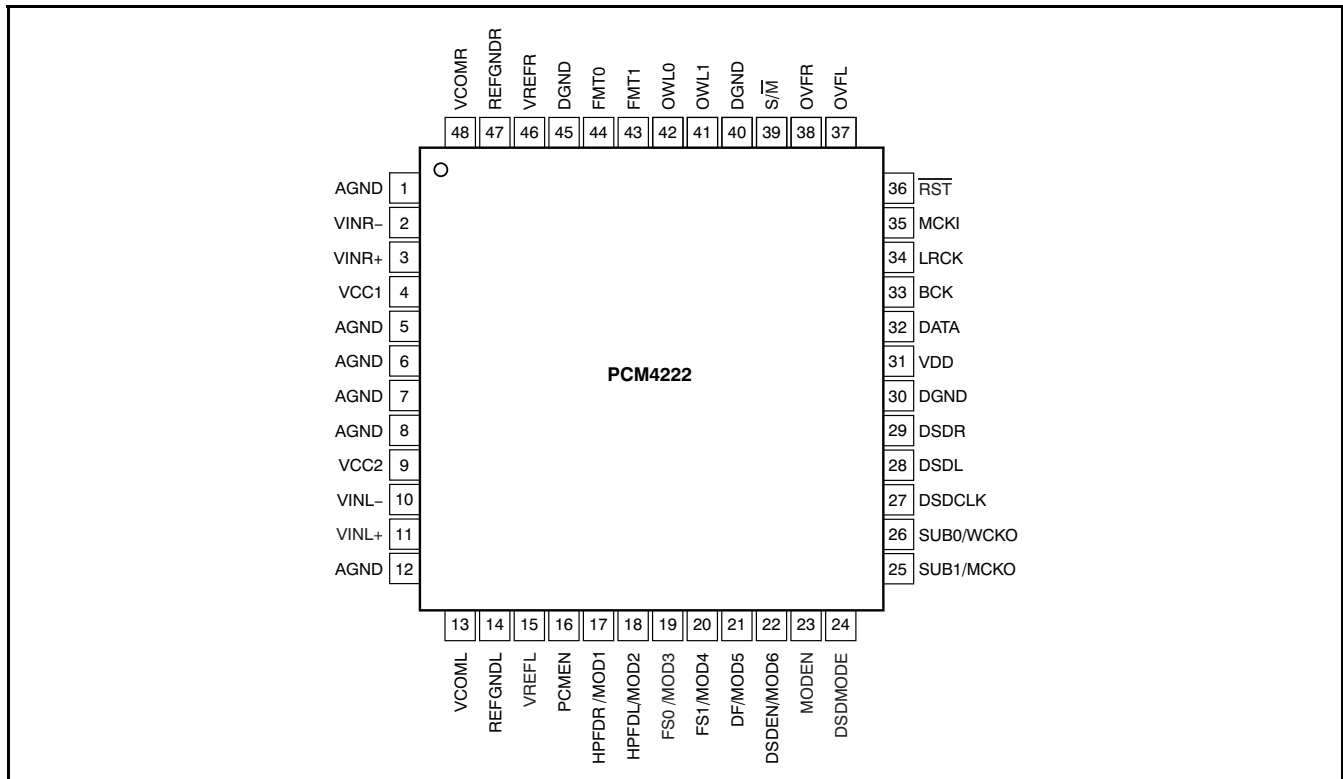 VCOMR
REFGNDR
VREFR
DGND
FMT0
FMT1
OWL0
OWL1
DGND
S/M̅
OVFR
OVFL
48 47 46 45 44 43 42 41 40 39 38 37
AGND 1
VINR− 2
VINR+ 3
VCC1 4
AGND 5
AGND 6
AGND 7
AGND 8
VCC2 9
VINL− 10
VINL+ 11
AGND 12
PCM4222
36 R̅S̅T̅
35 MCKI
34 LRCK
33 BCK
32 DATA
31 VDD
30 DGND
29 DSDR
28 DSDL
27 DSDCLK
26 SUB0/WCKO
25 SUB1/MCKO
13 14 15 16 17 18 19 20 21 22 23 24
VCOML
REFGNDL
VREFL
PCMEN
HPFDR /MOD1
HPFDL/MOD2
FS0 /MOD3
FS1/MOD4
DF/MOD5
DSDEN/MOD6
MODEN
DSDMODE